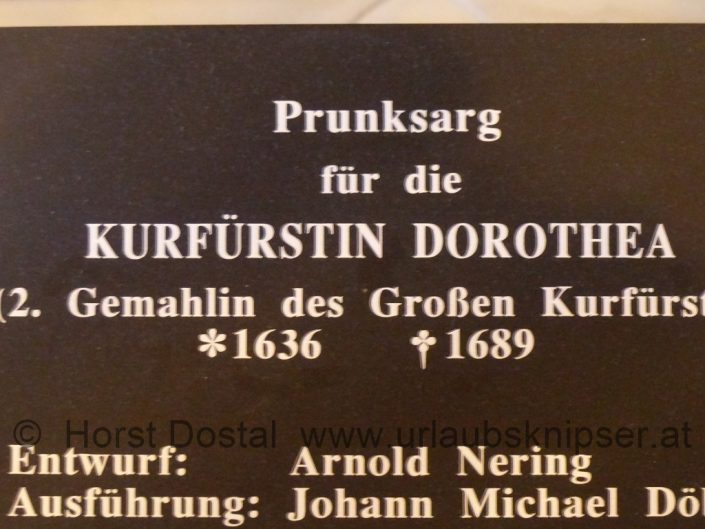 Prunksarg
für die
KURFÜRSTIN DOROTHEA
(2. Gemahlin des Großen
*1636 †1689
© Horst Dostal www.urlaubsknipser.at
Entwurf: Arnold Nering
Ausführung: Johann Michael